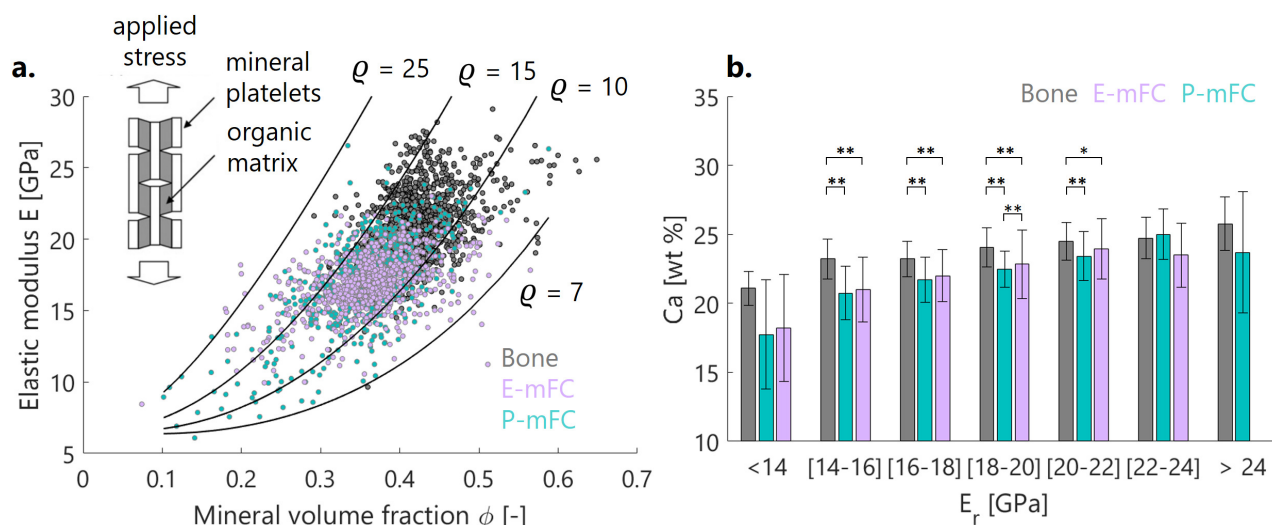 a.
applied
stress
mineral
platelets
organic
matrix
ϱ = 25
ϱ = 15
ϱ = 10
ϱ = 7
Elastic modulus E [GPa]
30
25
20
15
10
5
0
0.1
0.2
0.3
0.4
0.5
0.6
0.7
Mineral volume fraction ϕ [-]
Bone
E-mFC
P-mFC
b.
Bone E-mFC P-mFC
Ca [wt %]
35
30
25
20
15
10
** ** ** *
** ** ** **
**
<14 [14-16] [16-18] [18-20] [20-22] [22-24] > 24
Er [GPa]